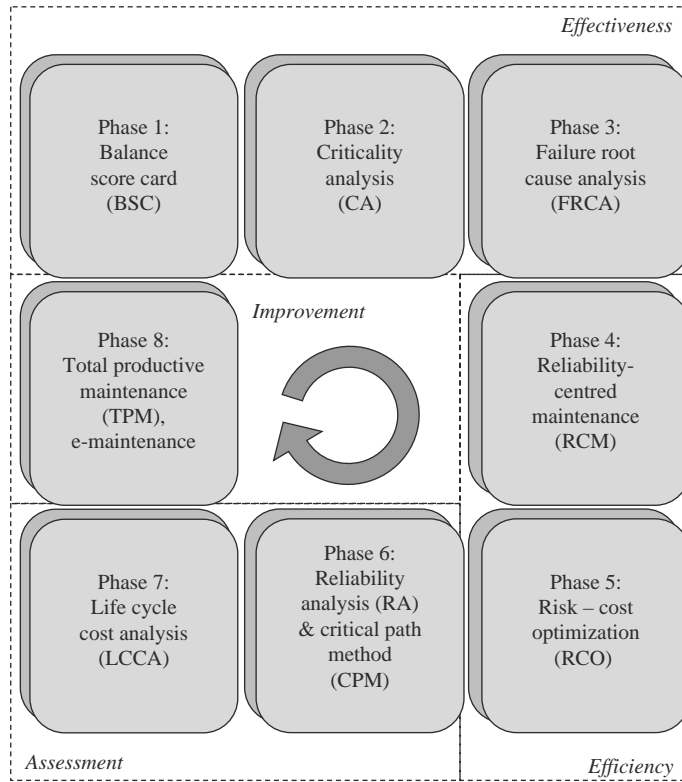 Effectiveness
Phase 1:
Balance
score card
(BSC)
Phase 2:
Criticality
analysis
(CA)
Phase 3:
Failure root
cause analysis
(FRCA)
Improvement
Phase 8:
Total productive
maintenance
(TPM),
e-maintenance
Phase 4:
Reliability-
centred
maintenance
(RCM)
Phase 7:
Life cycle
cost analysis
(LCCA)
Phase 6:
Reliability
analysis (RA)
& critical path
method
(CPM)
Phase 5:
Risk – cost
optimization
(RCO)
Assessment
Efficiency